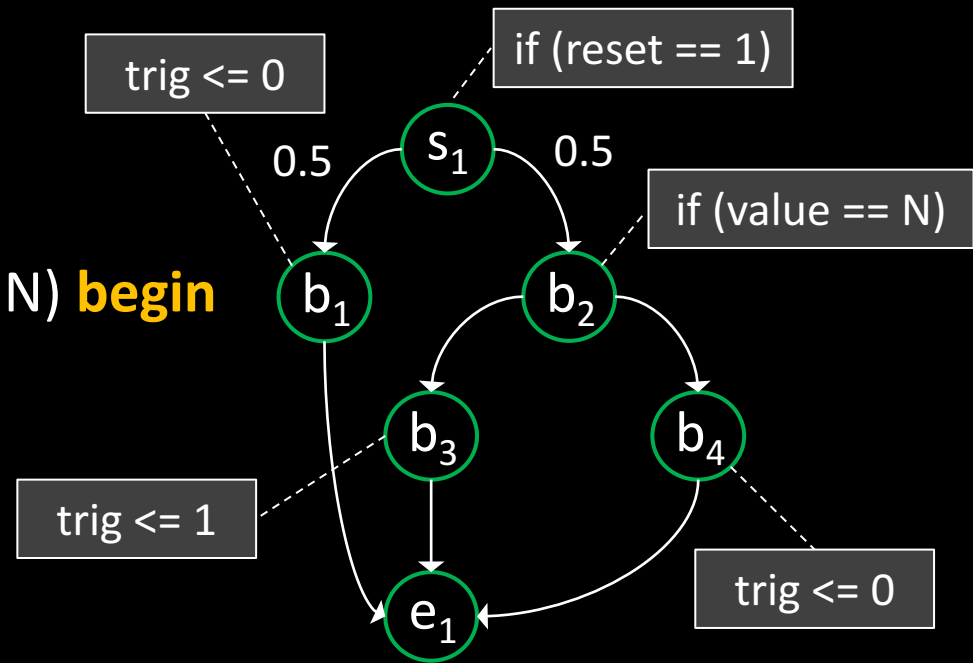 if (reset == 1)
trig <= 0
s₁
0.5
0.5
if (value == N)
N) begin
b₁
b₂
b₃
b₄
trig <= 1
trig <= 0
e₁